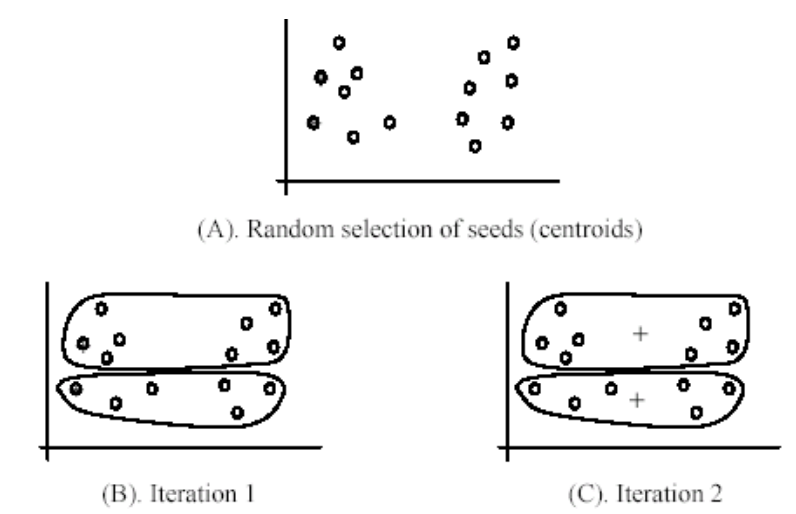 (A). Random selection of seeds (centroids)
(B). Iteration 1
(C). Iteration 2